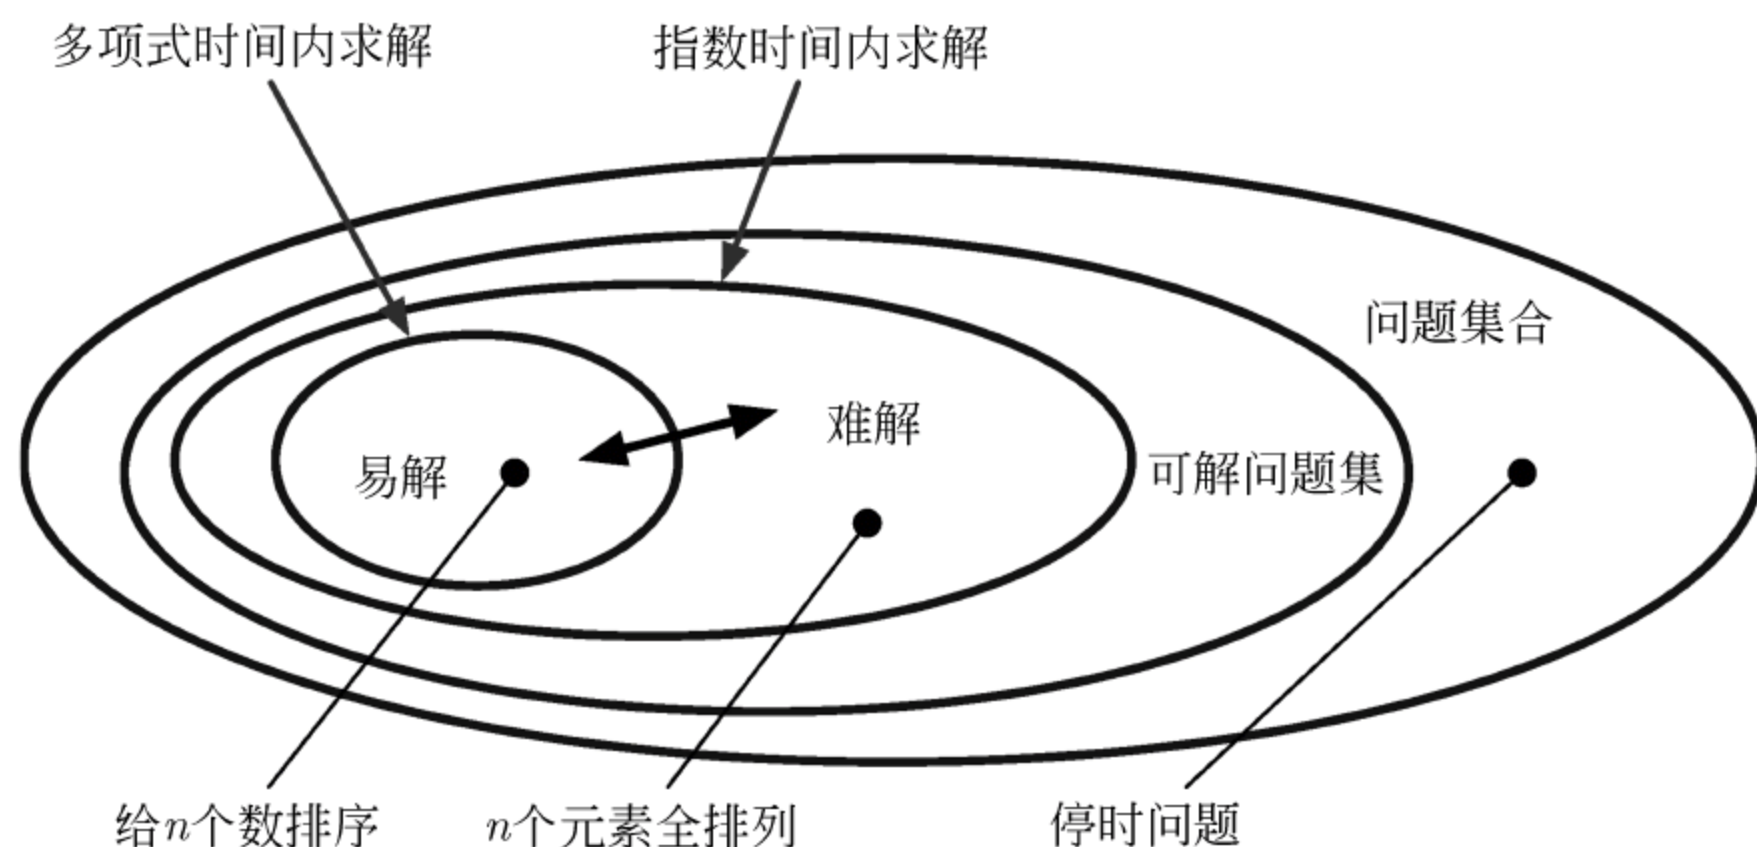 多项式时间内求解
指数时间内求解
问题集合
难解
易解
可解问题集
给n个数排序
n个元素全排列
停时问题